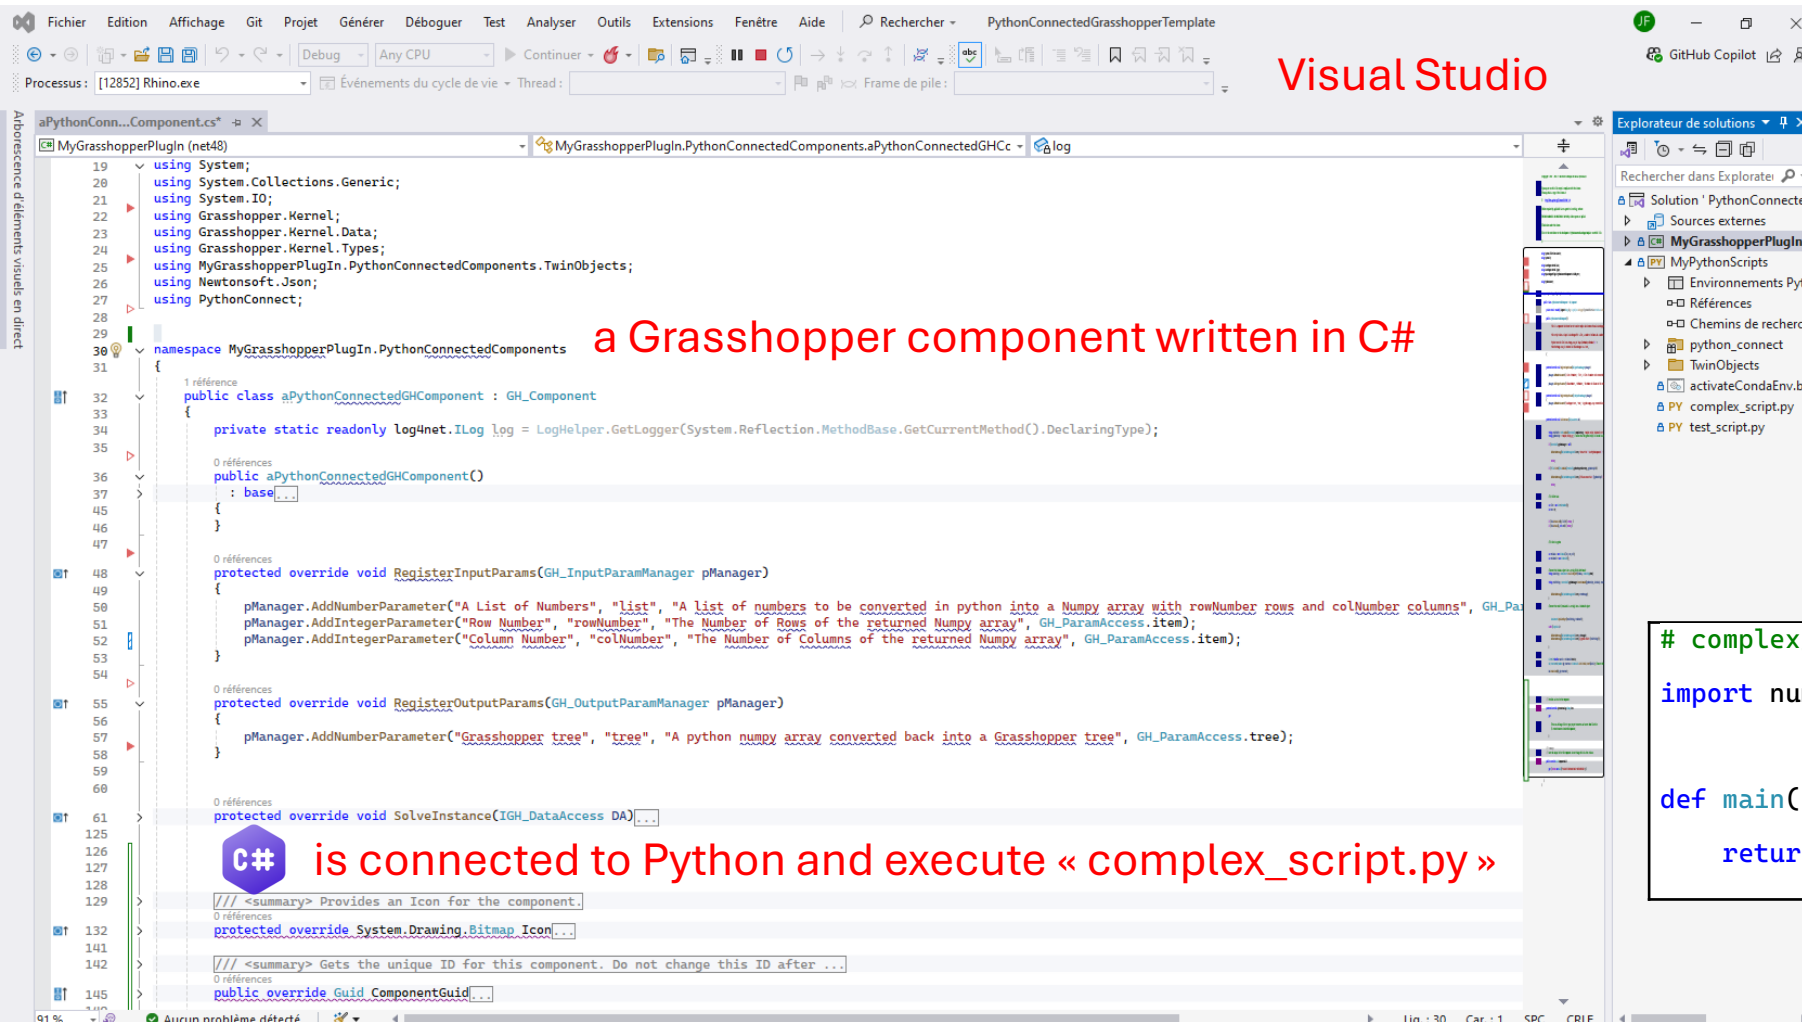 Fichier Edition Affichage Git Projet Générer Déboguer Test Analyser Outils Extensions Fenêtre Aide Rechercher PythonConnectedGrasshopperTemplate JF
Debug Any CPU Continuer abc GitHub Copilot
Visual Studio
Processus : [12852] Rhino.exe Événements du cycle de vie Thread : Frame de pile :
Arborescence d'éléments visuels en direct
aPythonConn...Component.cs*
MyGrasshopperPlugIn (net48) MyGrasshopperPlugIn.PythonConnectedComponents.aPythonConnectedGHCc log
19 using System;
20 using System.Collections.Generic;
21 using System.IO;
22 using Grasshopper.Kernel;
23 using Grasshopper.Kernel.Data;
24 using Grasshopper.Kernel.Types;
25 using MyGrasshopperPlugIn.PythonConnectedComponents.TwinObjects;
26 using Newtonsoft.Json;
27 using PythonConnect;
28
29
a Grasshopper component written in C#
30 namespace MyGrasshopperPlugIn.PythonConnectedComponents
31 {
1 référence
32 public class aPythonConnectedGHComponent : GH_Component
33 {
34 private static readonly log4net.ILog log = LogHelper.GetLogger(System.Reflection.MethodBase.GetCurrentMethod().DeclaringType);
35
0 références
36 public aPythonConnectedGHComponent()
37 : base...
45 {
46 }
47
0 références
48 protected override void RegisterInputParams(GH_InputParamManager pManager)
49 {
50 pManager.AddNumberParameter("A List of Numbers", "list", "A list of numbers to be converted in python into a Numpy array with rowNumber rows and colNumber columns", GH_Pa
51 pManager.AddIntegerParameter("Row Number", "rowNumber", "The Number of Rows of the returned Numpy array", GH_ParamAccess.item);
52 pManager.AddIntegerParameter("Column Number", "colNumber", "The Number of Columns of the returned Numpy array", GH_ParamAccess.item);
53 }
54
0 références
55 protected override void RegisterOutputParams(GH_OutputParamManager pManager)
56 {
57 pManager.AddNumberParameter("Grasshopper tree", "tree", "A python numpy array converted back into a Grasshopper tree", GH_ParamAccess.tree);
58 }
59
60
0 références
61 protected override void SolveInstance(IGH_DataAccess DA)...
125
126
C# is connected to Python and execute « complex_script.py »
127
128
129 /// <summary> Provides an Icon for the component.
0 références
132 protected override System.Drawing.Bitmap Icon...
141
142 /// <summary> Gets the unique ID for this component. Do not change this ID after ...
0 références
145 public override Guid ComponentGuid...
91 % Aucun problème détecté Lig. : 30 Car. : 1 SPC CRLF
Explorateur de solutions
Rechercher dans Explorate
Solution ' PythonConnecte
Sources externes
MyGrasshopperPlugIn
MyPythonScripts
Environnements Pyt
Références
Chemins de recherc
python_connect
TwinObjects
activateCondaEnv.b
complex_script.py
test_script.py
# complex
import nu
def main(
retur